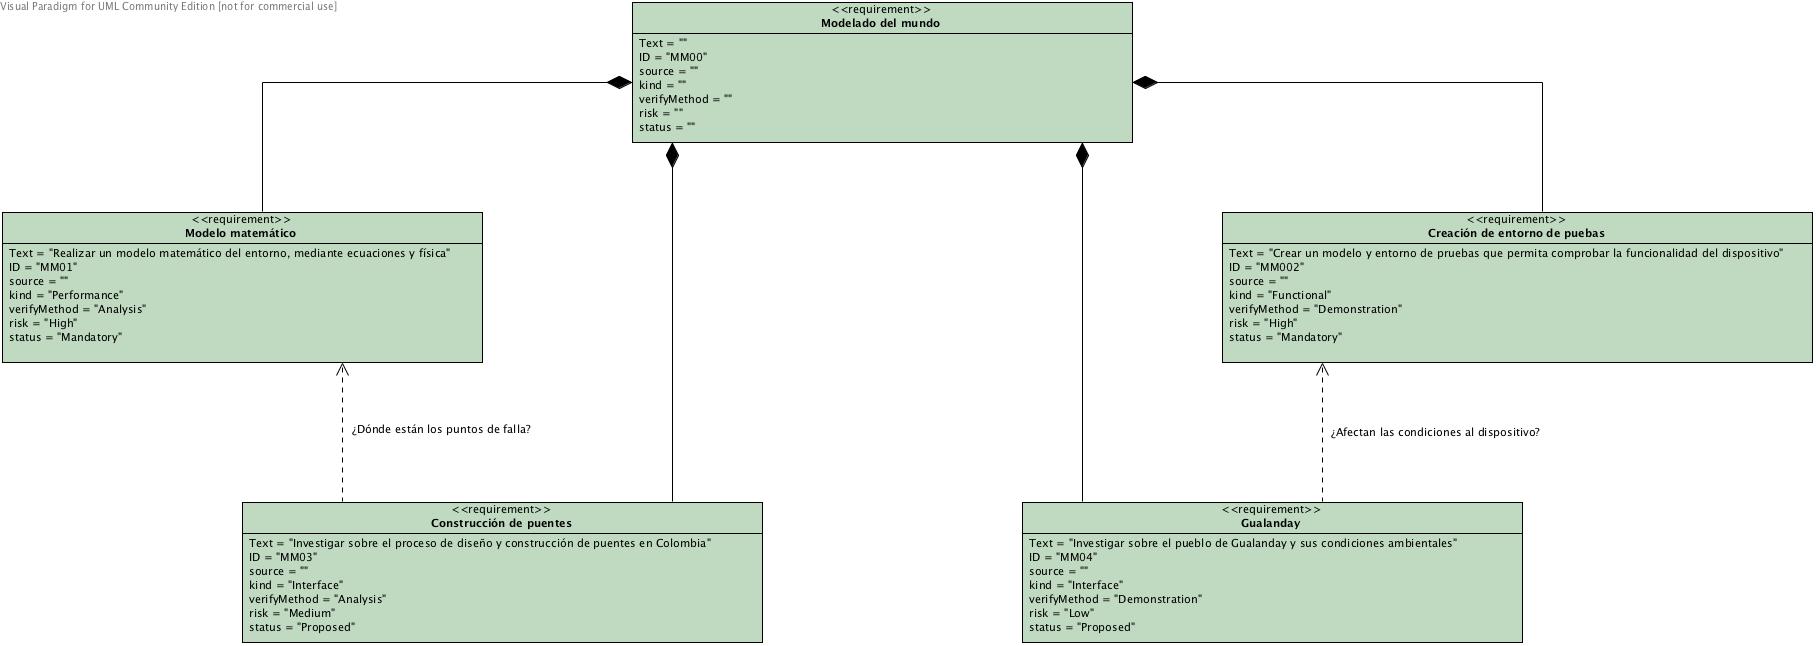 Visual Paradigm for UML Community Edition [not for commercial use]
<<requirement>>
Modelado del mundo
Text = ""
ID = "MM00"
source = ""
kind = ""
verifyMethod = ""
risk = ""
status = ""
<<requirement>>
Modelo matemático
Text = "Realizar un modelo matemático del entorno, mediante ecuaciones y física"
ID = "MM01"
source = ""
kind = "Performance"
verifyMethod = "Analysis"
risk = "High"
status = "Mandatory"
<<requirement>>
Creación de entorno de puebas
Text = "Crear un modelo y entorno de pruebas que permita comprobar la funcionalidad del dispositivo"
ID = "MM002"
source = ""
kind = "Functional"
verifyMethod = "Demonstration"
risk = "High"
status = "Mandatory"
¿Dónde están los puntos de falla?
¿Afectan las condiciones al dispositivo?
<<requirement>>
Construcción de puentes
Text = "Investigar sobre el proceso de diseño y construcción de puentes en Colombia"
ID = "MM03"
source = ""
kind = "Interface"
verifyMethod = "Analysis"
risk = "Medium"
status = "Proposed"
<<requirement>>
Gualanday
Text = "Investigar sobre el pueblo de Gualanday y sus condiciones ambientales"
ID = "MM04"
source = ""
kind = "Interface"
verifyMethod = "Demonstration"
risk = "Low"
status = "Proposed"